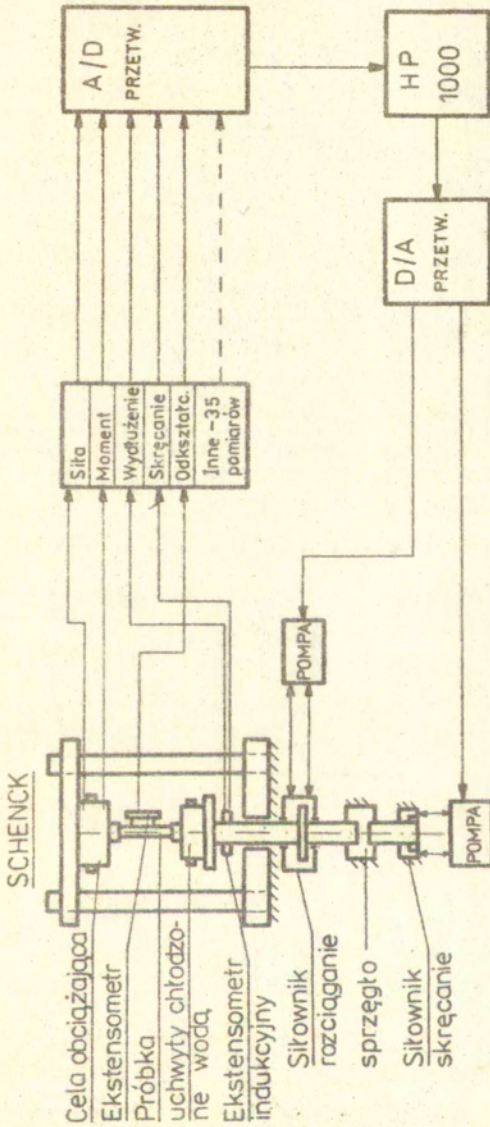 SCHENCK
Cela obciążająca
Ekstensometr
Próbka
uchwyty chłodzo-
ne wodą
Ekstensometr
indukcyjny
Siłownik
rozciąganie
sprzęgło
Siłownik
skręcanie
POMPA
POMPA
Siła
Moment
Wydłużenie
Skręcanie
Odkształc.
Inne ~35
pomiarów
A/D
PRZETW.
HP
1000
D/A
PRZETW.